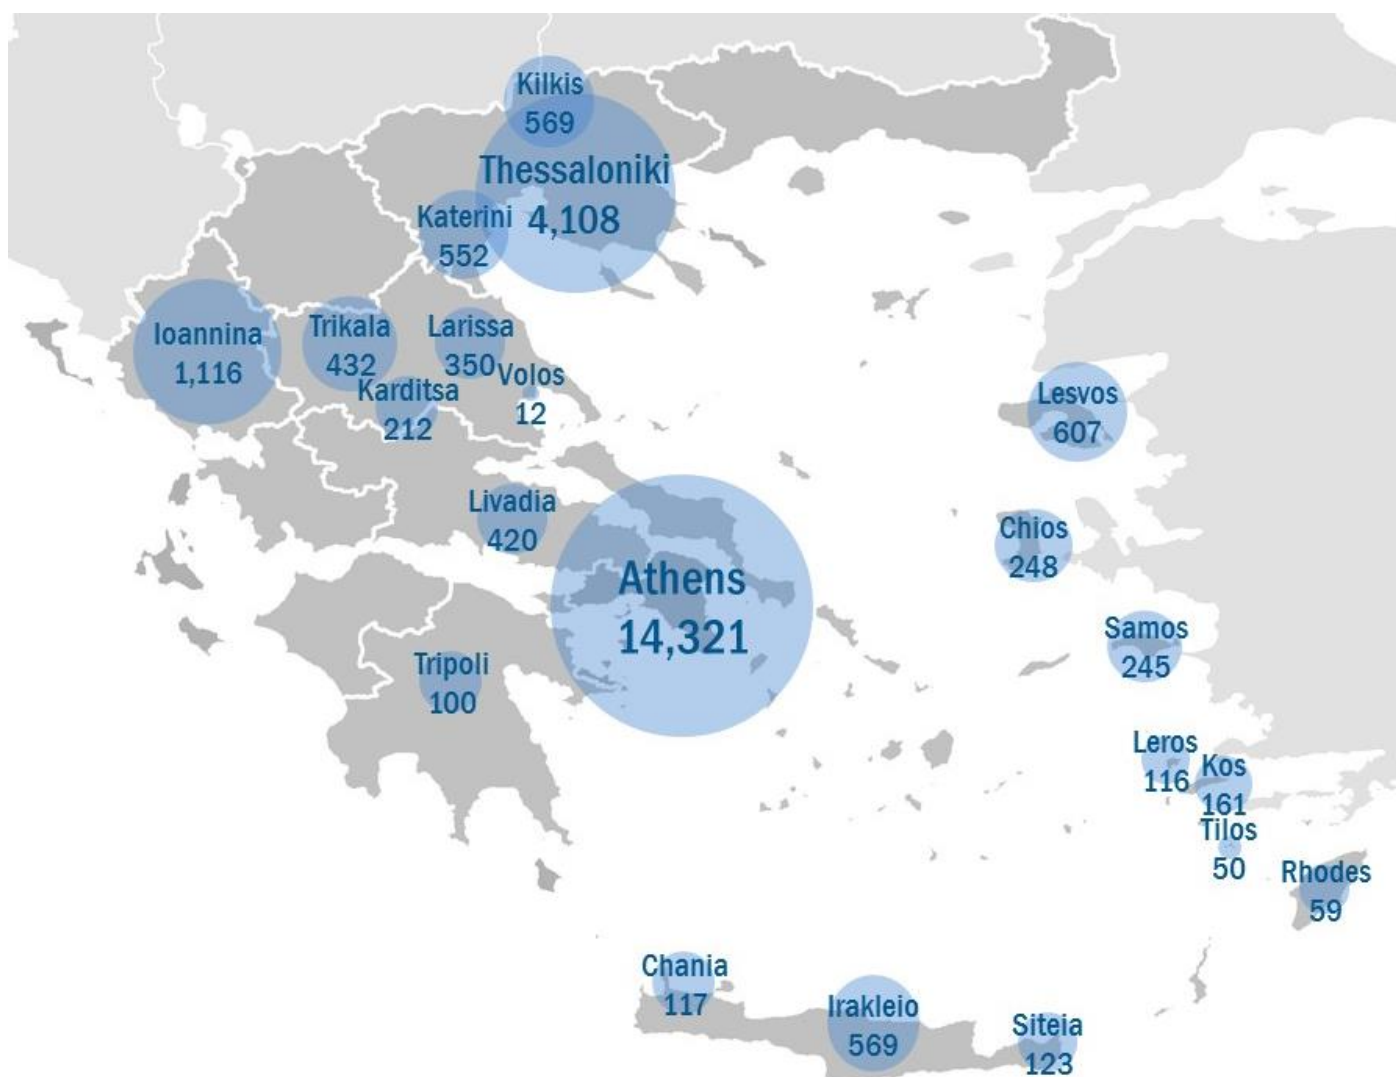 Kilkis
569
Thessaloniki
4,108
Katerini
552
Ioannina
1,116
Trikala
432
Larissa
350
Karditsa
212
Volos
12
Lesvos
607
Livadia
420
Chios
248
Athens
14,321
Samos
245
Tripoli
100
Leros
116
Kos
161
Tilos
50
Rhodes
59
Chania
117
Irakleio
569
Siteia
123